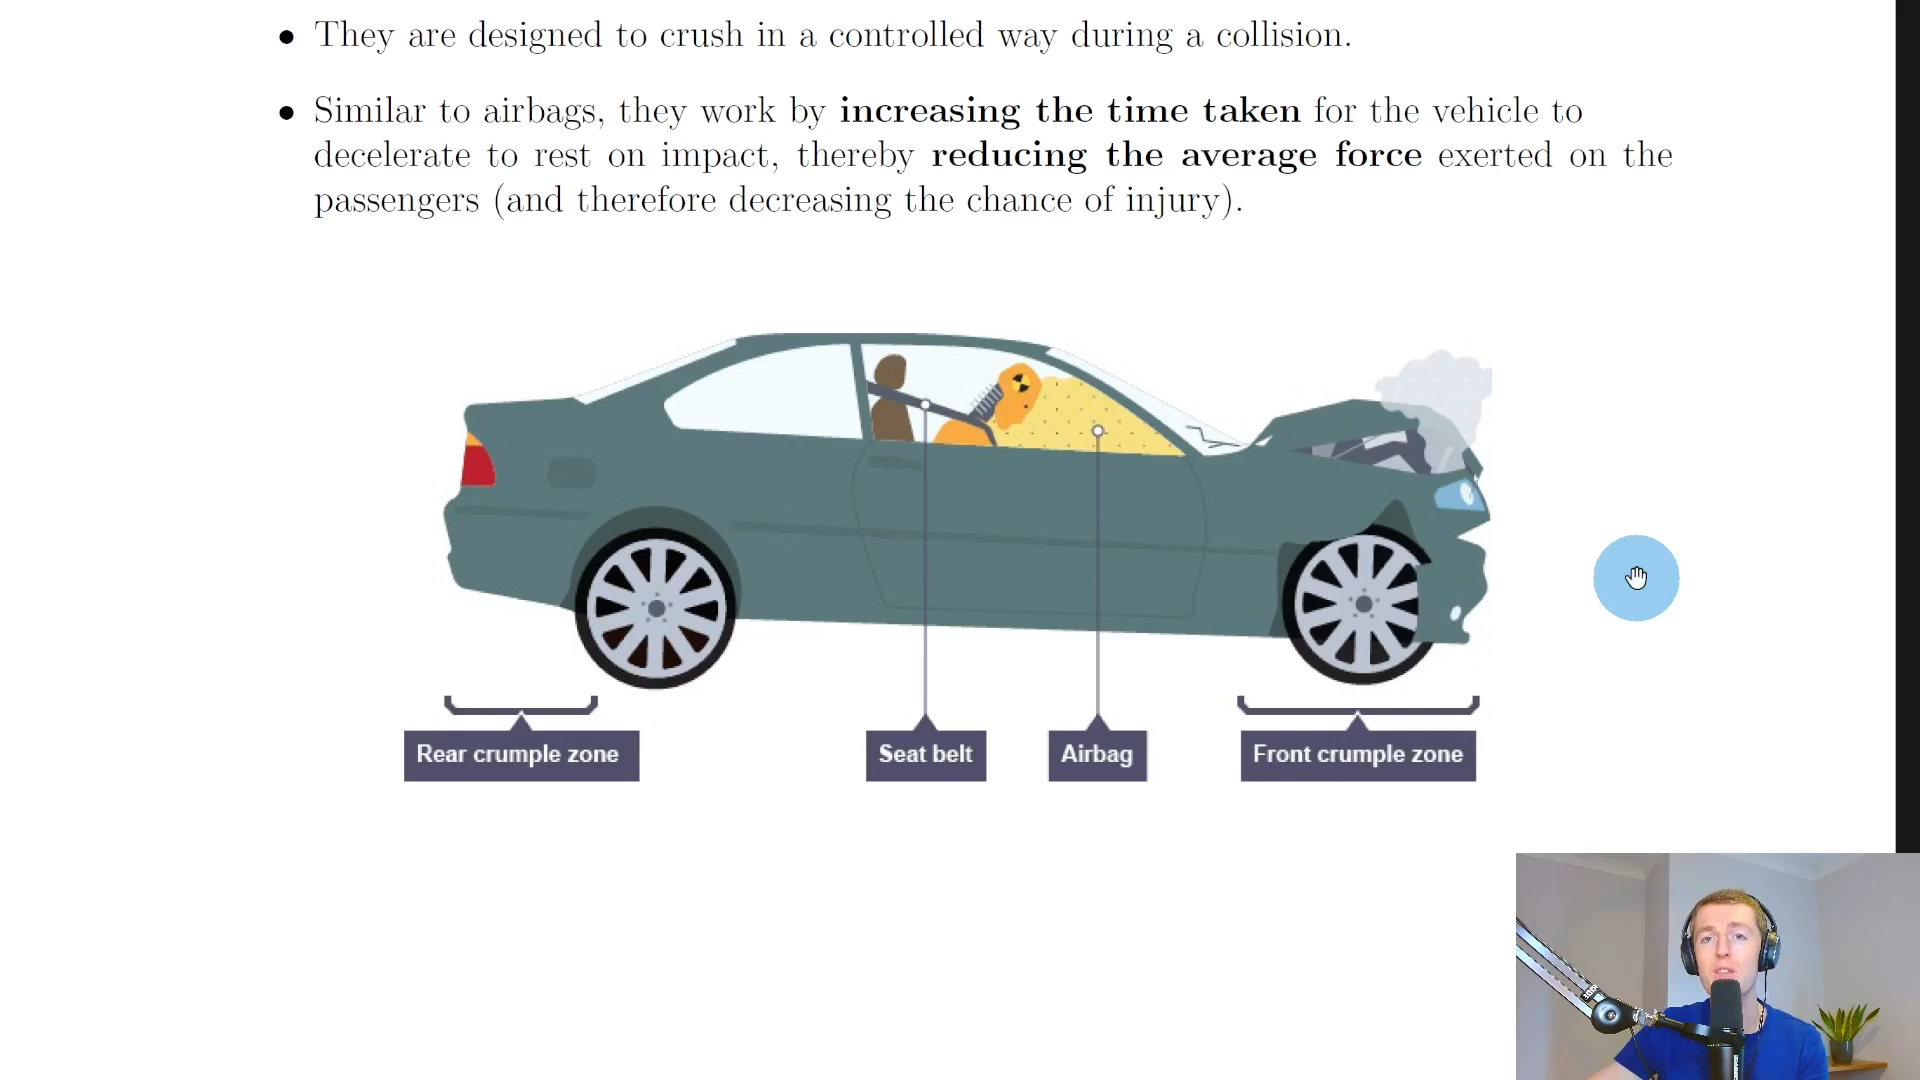 • They are designed to crush in a controlled way during a collision.
• Similar to airbags, they work by increasing the time taken for the vehicle to
decelerate to rest on impact, thereby reducing the average force exerted on the
passengers (and therefore decreasing the chance of injury).
Rear crumple zone
Seat belt
Airbag
Front crumple zone